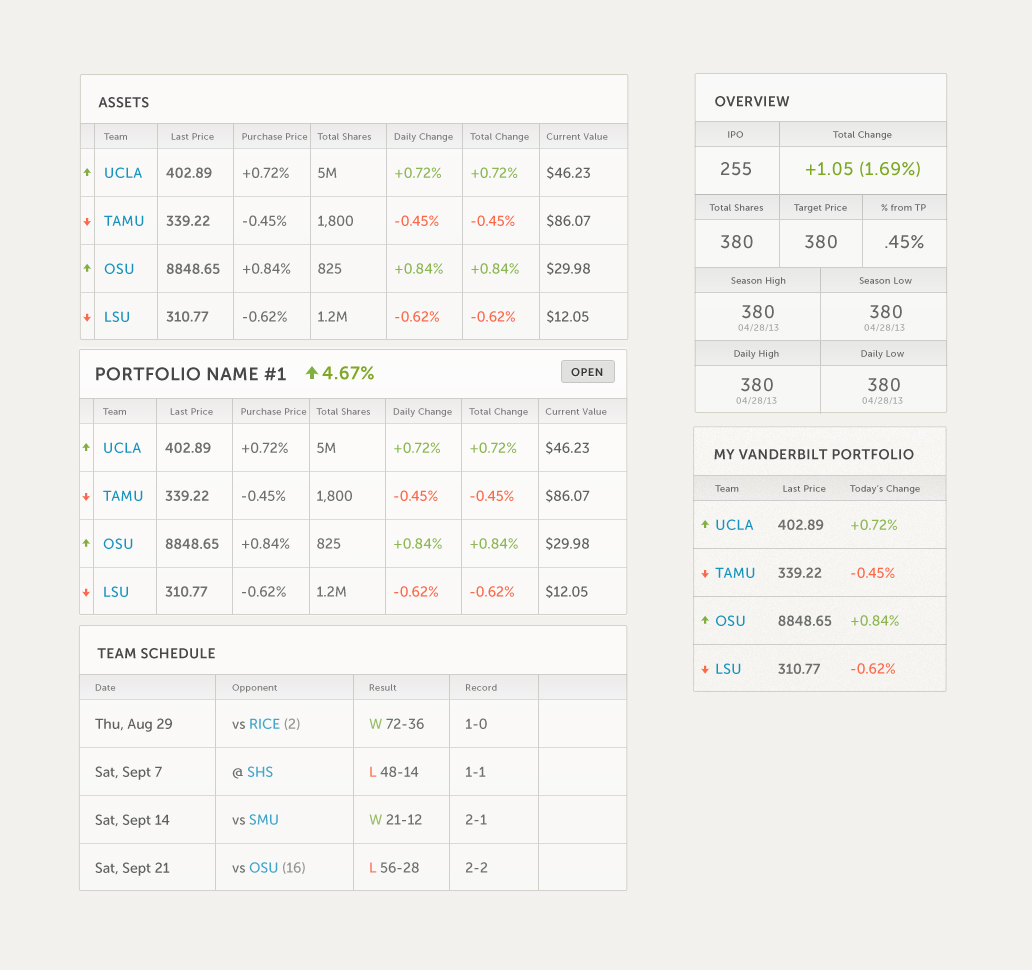 ASSETS
Team Last Price Purchase Price Total Shares Daily Change Total Change Current Value
UCLA 402.89 +0.72% 5M +0.72% +0.72% $46.23
TAMU 339.22 -0.45% 1,800 -0.45% -0.45% $86.07
OSU 8848.65 +0.84% 825 +0.84% +0.84% $29.98
LSU 310.77 -0.62% 1.2M -0.62% -0.62% $12.05
PORTFOLIO NAME #1 4.67% OPEN
Team Last Price Purchase Price Total Shares Daily Change Total Change Current Value
UCLA 402.89 +0.72% 5M +0.72% +0.72% $46.23
TAMU 339.22 -0.45% 1,800 -0.45% -0.45% $86.07
OSU 8848.65 +0.84% 825 +0.84% +0.84% $29.98
LSU 310.77 -0.62% 1.2M -0.62% -0.62% $12.05
TEAM SCHEDULE
Date Opponent Result Record
Thu, Aug 29 vs RICE (2) W 72-36 1-0
Sat, Sept 7 @ SHS L 48-14 1-1
Sat, Sept 14 vs SMU W 21-12 2-1
Sat, Sept 21 vs OSU (16) L 56-28 2-2
OVERVIEW
IPO Total Change
255 +1.05 (1.69%)
Total Shares Target Price % from TP
380 380 .45%
Season High Season Low
380 380
04/28/13 04/28/13
Daily High Daily Low
380 380
04/28/13 04/28/13
MY VANDERBILT PORTFOLIO
Team Last Price Today's Change
UCLA 402.89 +0.72%
TAMU 339.22 -0.45%
OSU 8848.65 +0.84%
LSU 310.77 -0.62%